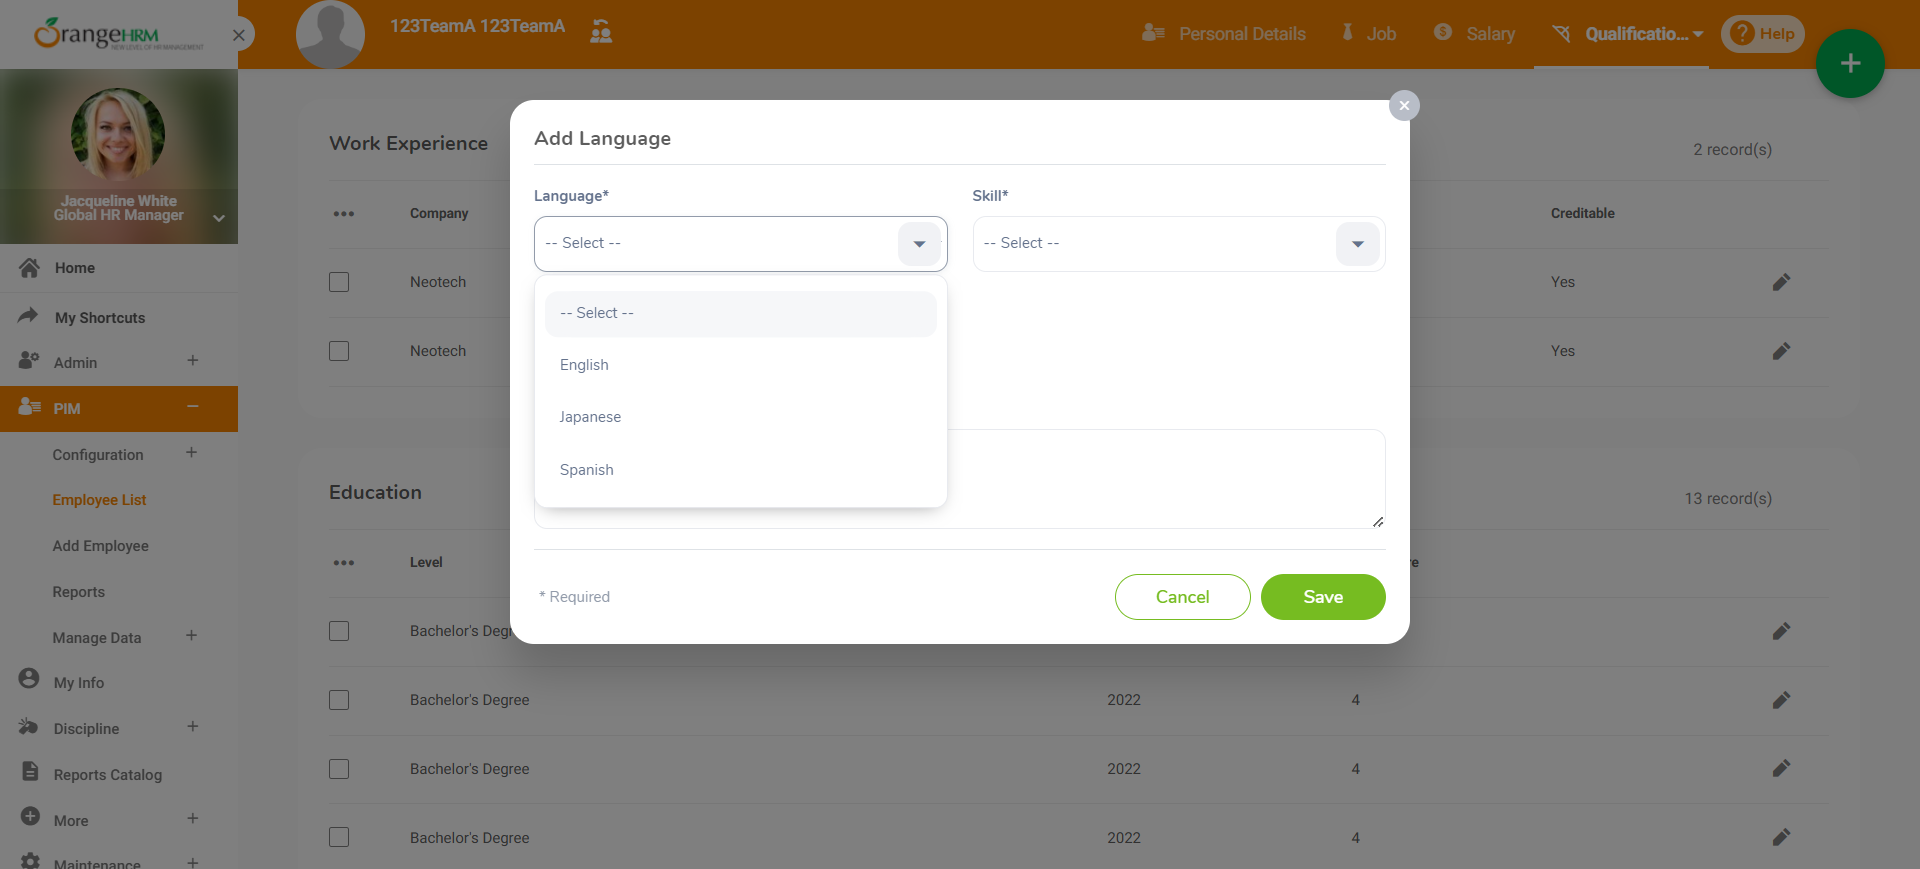 OrangeHRM
NEW LEVEL OF HR MANAGEMENT
123TeamA 123TeamA
Personal Details
Job
Salary
Qualificatio...
Help
Jacqueline White
Global HR Manager
Home
My Shortcuts
Admin
PIM
Configuration
Employee List
Add Employee
Reports
Manage Data
My Info
Discipline
Reports Catalog
More
Maintenance
Work Experience
2 record(s)
Company
Creditable
Neotech
Yes
Neotech
Yes
Education
13 record(s)
Level
re
Bachelor's Degr
Bachelor's Degree
2022
4
Bachelor's Degree
2022
4
Bachelor's Degree
2022
4
Add Language
Language*
Skill*
-- Select --
-- Select --
-- Select --
English
Japanese
Spanish
* Required
Cancel
Save